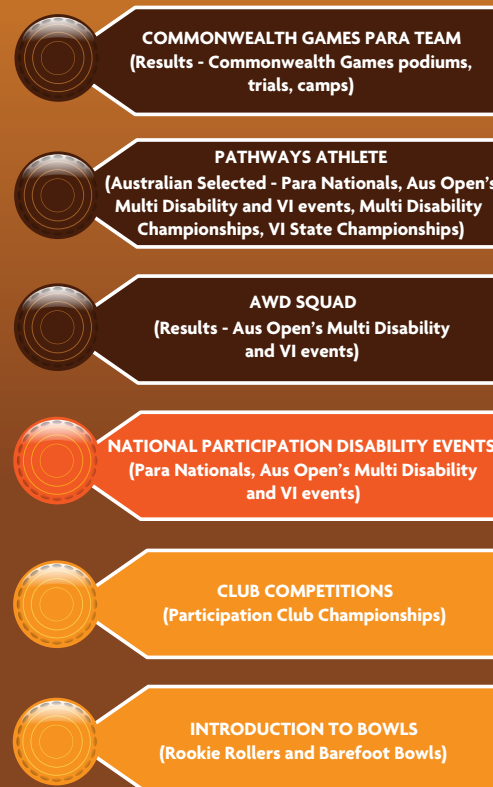 COMMONWEALTH GAMES PARA TEAM
(Results - Commonwealth Games podiums,
trials, camps)
PATHWAYS ATHLETE
(Australian Selected - Para Nationals, Aus Open's
Multi Disability and VI events, Multi Disability
Championships, VI State Championships)
AWD SQUAD
(Results - Aus Open's Multi Disability
and VI events)
NATIONAL PARTICIPATION DISABILITY EVENTS
(Para Nationals, Aus Open's Multi Disability
and VI events)
CLUB COMPETITIONS
(Participation Club Championships)
INTRODUCTION TO BOWLS
(Rookie Rollers and Barefoot Bowls)